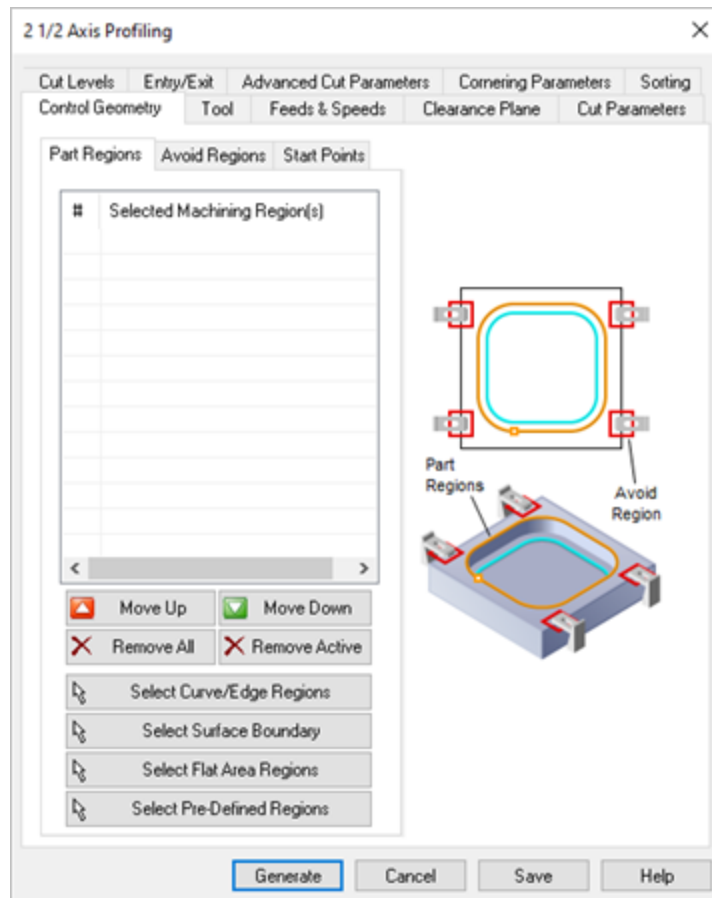 2 1/2 Axis Profiling
Cut Levels Entry/Exit Advanced Cut Parameters Cornering Parameters Sorting
Control Geometry Tool Feeds & Speeds Clearance Plane Cut Parameters
Part Regions Avoid Regions Start Points
# Selected Machining Region(s)
Part
Regions
Avoid
Region
Move Up Move Down
Remove All Remove Active
Select Curve/Edge Regions
Select Surface Boundary
Select Flat Area Regions
Select Pre-Defined Regions
Generate Cancel Save Help